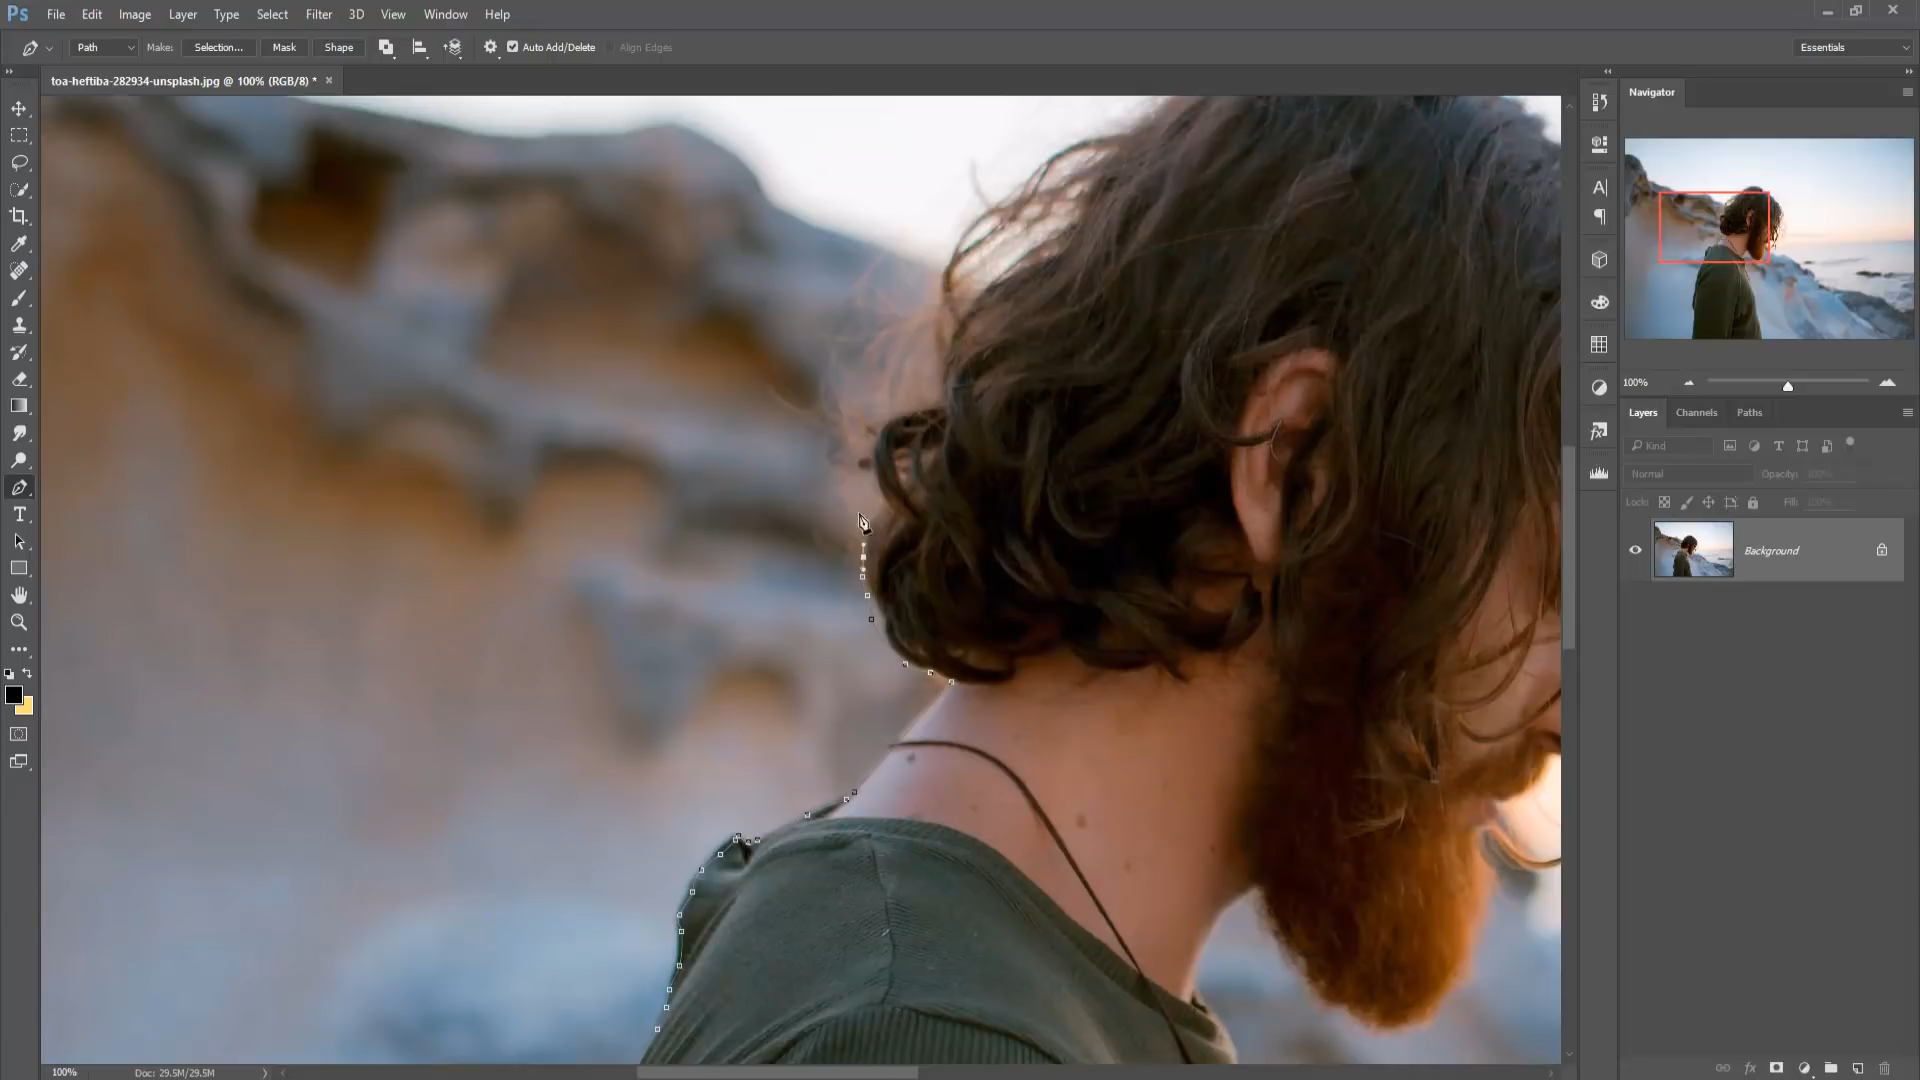 Ps File Edit Image Layer Type Select Filter 3D View Window Help
Path Make: Selection... Mask Shape Auto Add/Delete Align Edges Essentials
toa-heftiba-282934-unsplash.jpg @ 100% (RGB/8) *
Navigator
100%
Layers Channels Paths
Kind
Normal Opacity: 100%
Lock: Fill: 100%
Background
100% Doc: 29.5M/29.5M